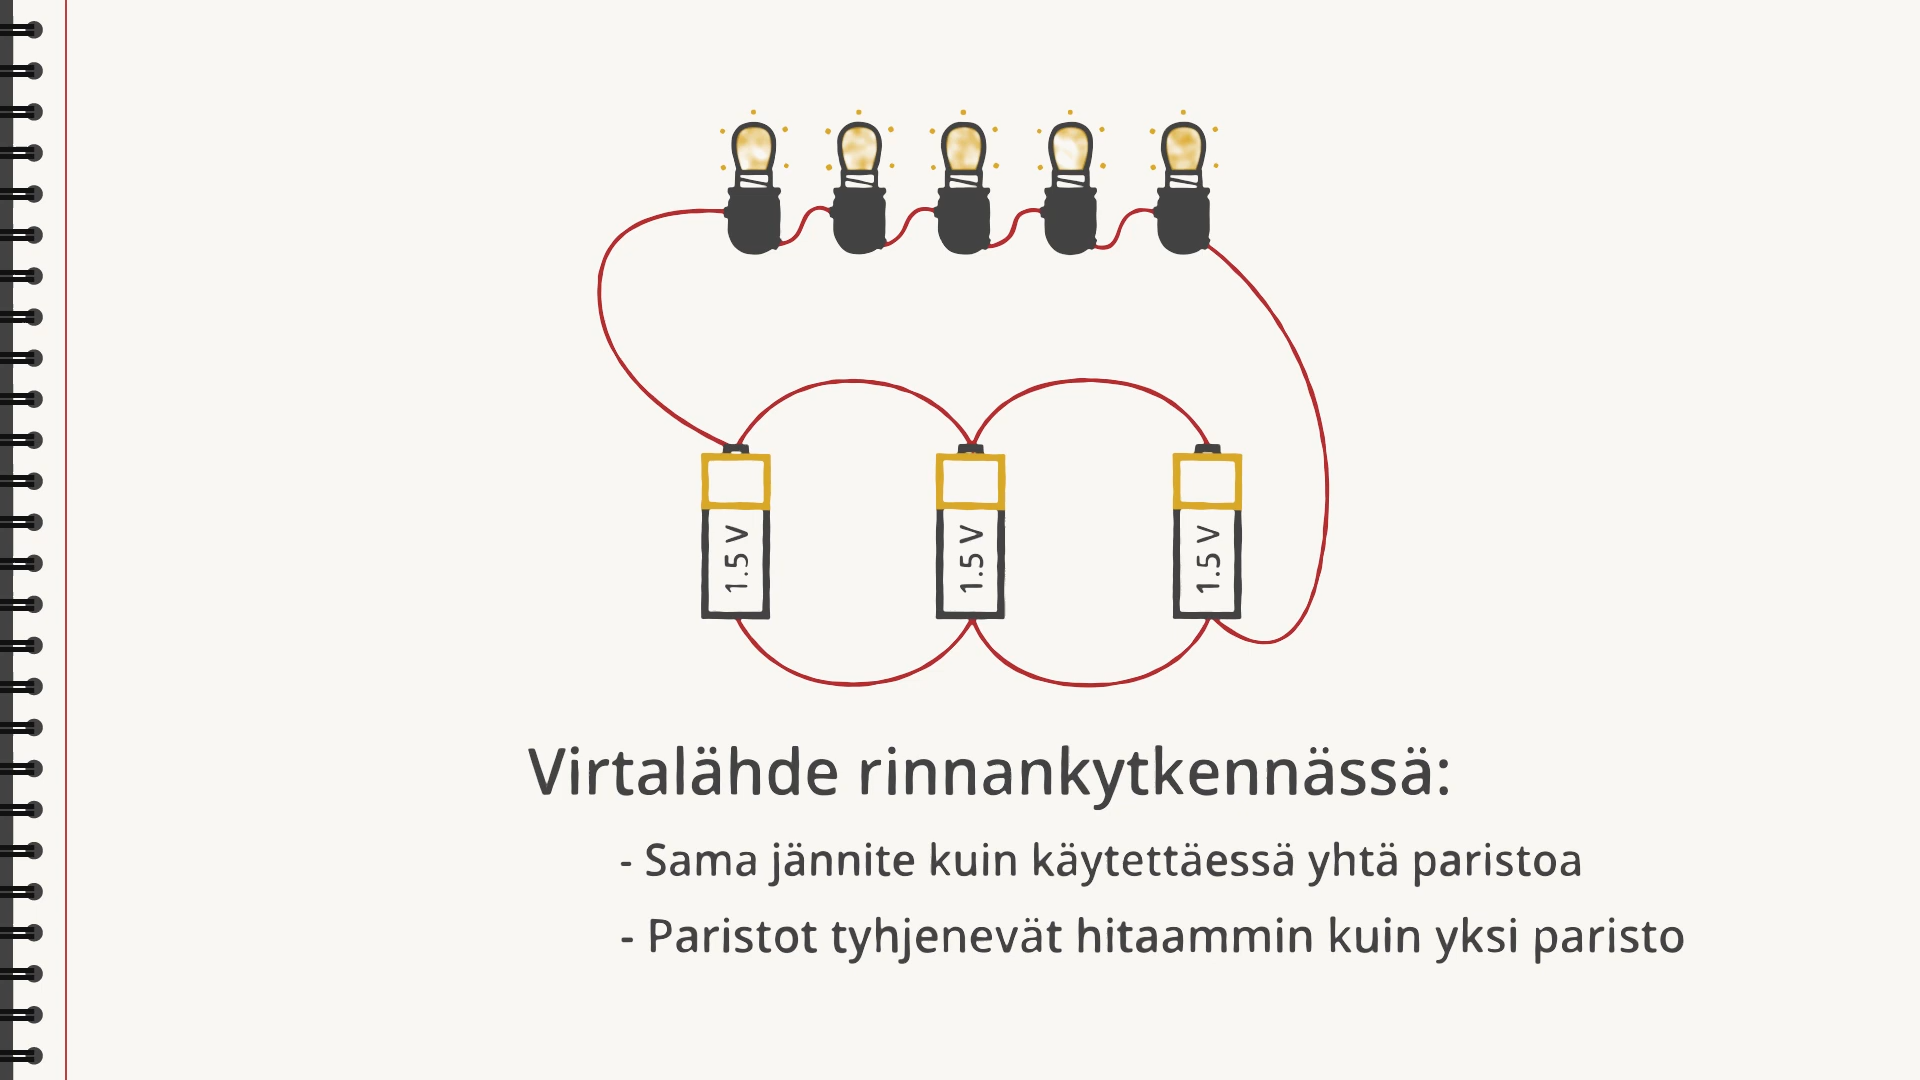 1.5 V
1.5 V
1.5 V
Virtalähde rinnankytkennässä:
- Sama jännite kuin käytettäessä yhtä paristoa
- Paristot tyhjenevät hitaammin kuin yksi paristo